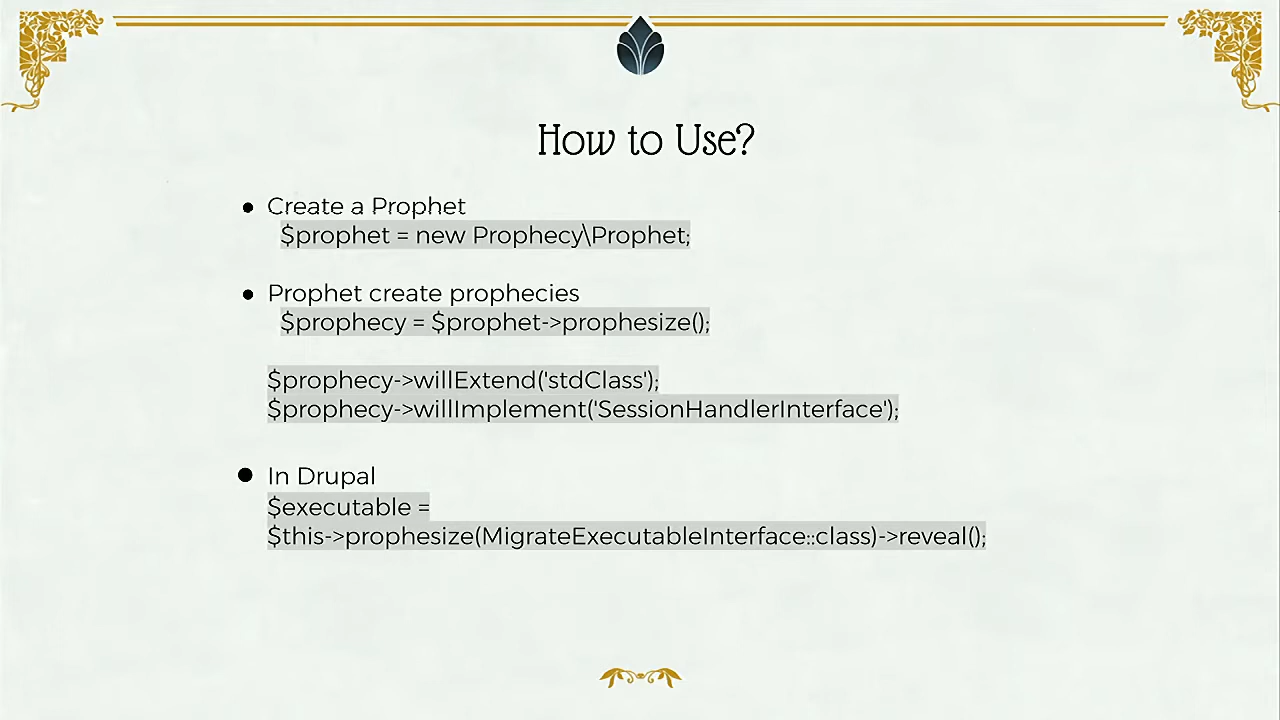 How to Use?
● Create a Prophet
$prophet = new Prophecy\Prophet;
● Prophet create prophecies
$prophecy = $prophet->prophesize();
$prophecy->willExtend('stdClass');
$prophecy->willImplement('SessionHandlerInterface');
● In Drupal
$executable =
$this->prophesize(MigrateExecutableInterface::class)->reveal();